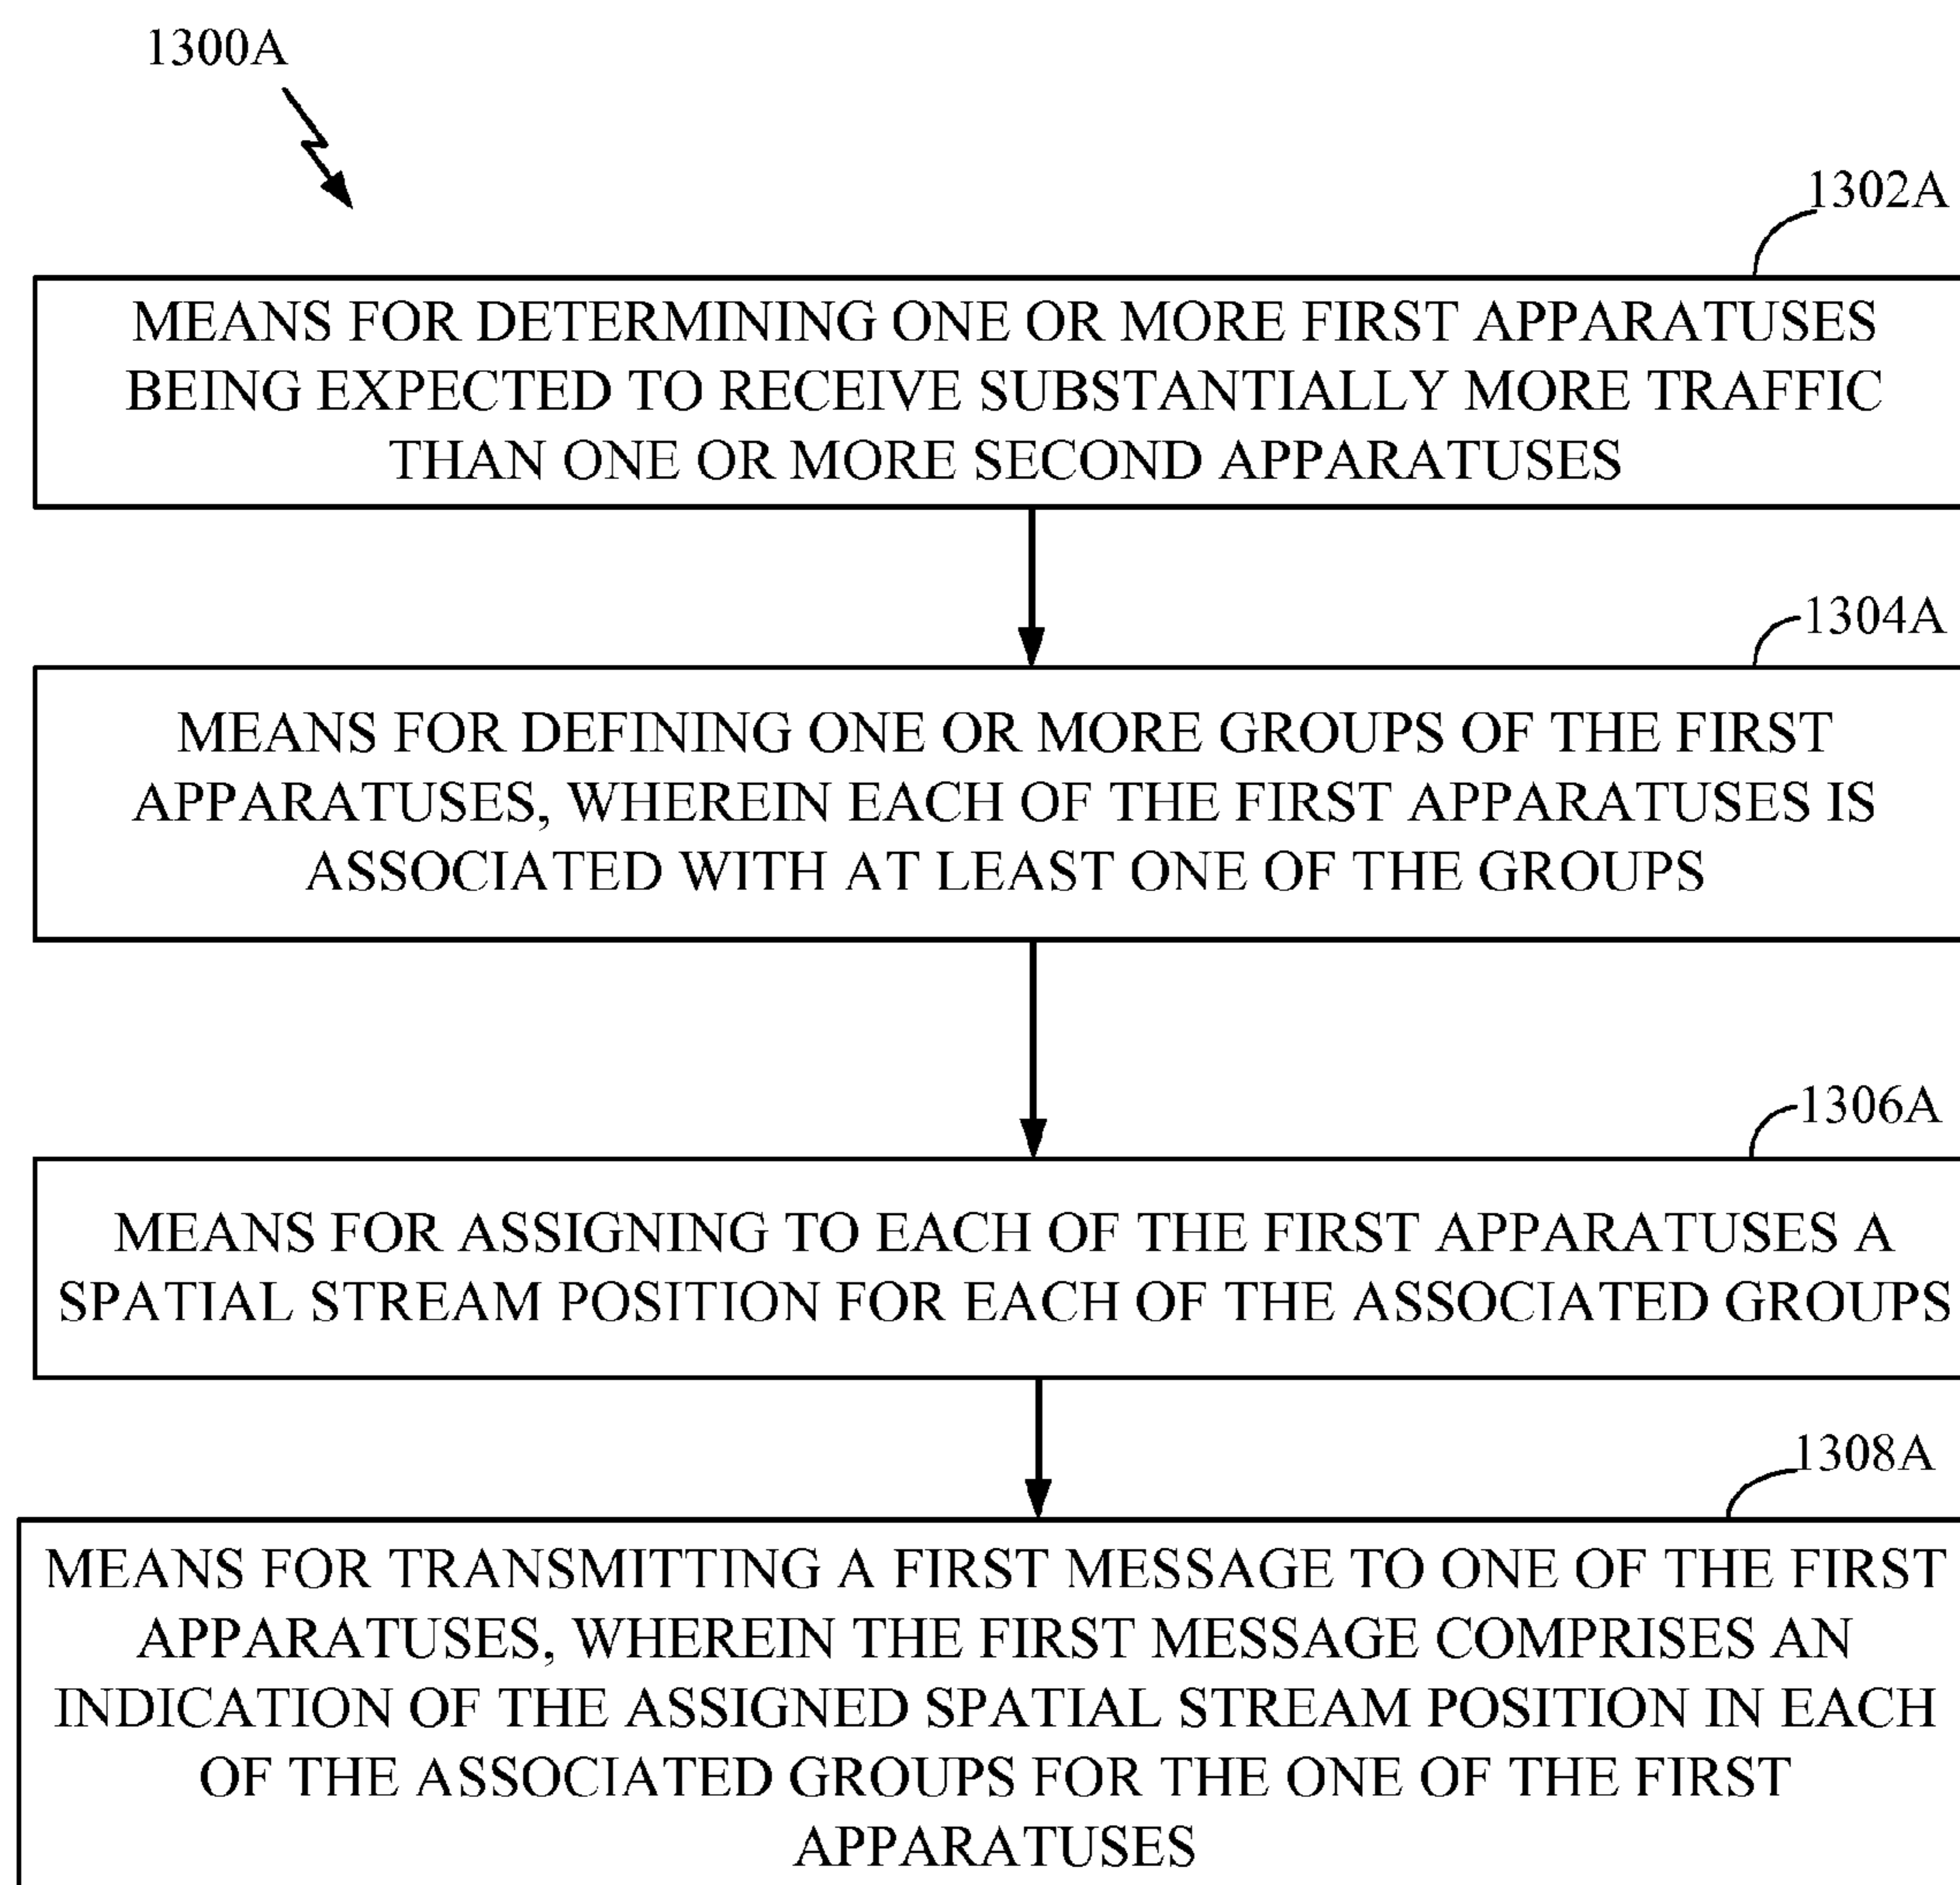 1300A
1302A
MEANS FOR DETERMINING ONE OR MORE FIRST APPARATUSES
BEING EXPECTED TO RECEIVE SUBSTANTIALLY MORE TRAFFIC
THAN ONE OR MORE SECOND APPARATUSES
1304A
MEANS FOR DEFINING ONE OR MORE GROUPS OF THE FIRST
APPARATUSES, WHEREIN EACH OF THE FIRST APPARATUSES IS
ASSOCIATED WITH AT LEAST ONE OF THE GROUPS
1306A
MEANS FOR ASSIGNING TO EACH OF THE FIRST APPARATUSES A
SPATIAL STREAM POSITION FOR EACH OF THE ASSOCIATED GROUPS
1308A
MEANS FOR TRANSMITTING A FIRST MESSAGE TO ONE OF THE FIRST
APPARATUSES, WHEREIN THE FIRST MESSAGE COMPRISES AN
INDICATION OF THE ASSIGNED SPATIAL STREAM POSITION IN EACH
OF THE ASSOCIATED GROUPS FOR THE ONE OF THE FIRST
APPARATUSES